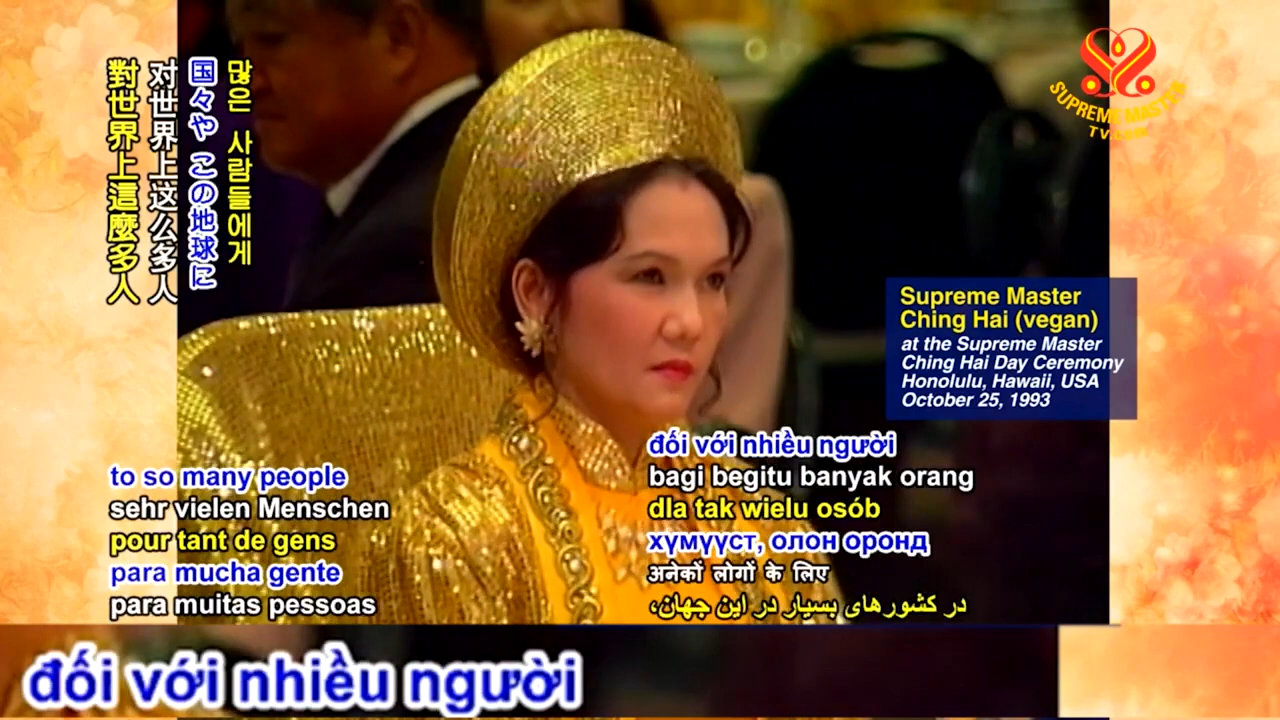 많은 사람들에게
国々や この地球に
对世界上这么多人
對世界上這麼多人
SUPREME MASTER
TV.COM
Supreme Master
Ching Hai (vegan)
at the Supreme Master
Ching Hai Day Ceremony
Honolulu, Hawaii, USA
October 25, 1993
to so many people
sehr vielen Menschen
pour tant de gens
para mucha gente
para muitas pessoas
đối với nhiều người
bagi begitu banyak orang
dla tak wielu osób
хүмүүст, олон оронд
अनेकों लोगों के लिए
در کشورهای بسیار در این جهان،
đối với nhiều người